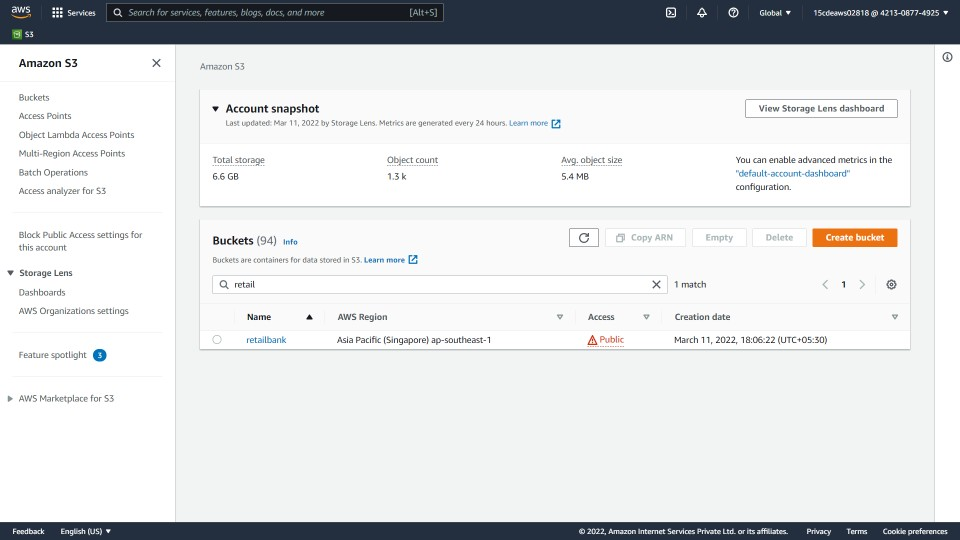 aws
Services
Search for services, features, blogs, docs, and more
[Alt+S]
Global
15cdeaws02818 @ 4213-0877-4925
S3
Amazon S3
Buckets
Access Points
Object Lambda Access Points
Multi-Region Access Points
Batch Operations
Access analyzer for S3
Block Public Access settings for
this account
Storage Lens
Dashboards
AWS Organizations settings
Feature spotlight 3
AWS Marketplace for S3
Amazon S3
Account snapshot
Last updated: Mar 11, 2022 by Storage Lens. Metrics are generated every 24 hours. Learn more
View Storage Lens dashboard
Total storage
6.6 GB
Object count
1.3 k
Avg. object size
5.4 MB
You can enable advanced metrics in the
"default-account-dashboard"
configuration.
Buckets (94) Info
Copy ARN
Empty
Delete
Create bucket
Buckets are containers for data stored in S3. Learn more
retail
1 match
1
Name AWS Region Access Creation date
retailbank Asia Pacific (Singapore) ap-southeast-1 Public March 11, 2022, 18:06:22 (UTC+05:30)
Feedback English (US) © 2022, Amazon Internet Services Private Ltd. or its affiliates. Privacy Terms Cookie preferences